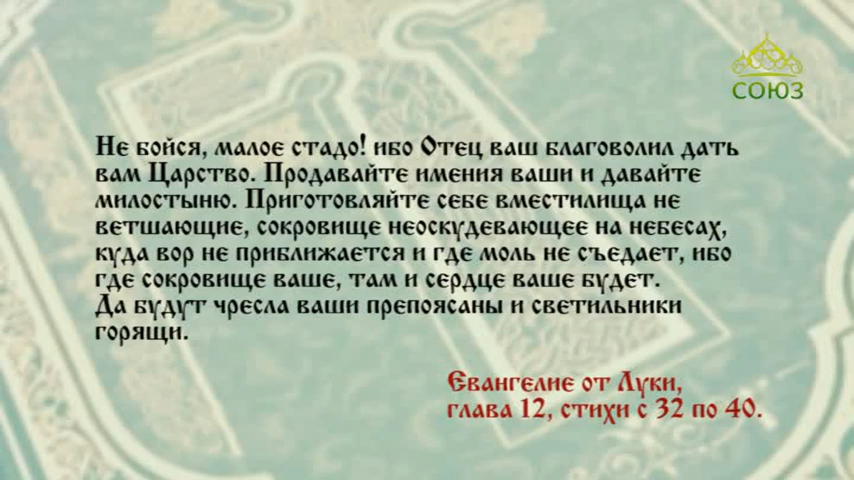 СОЮЗ
Не бойся, малое стадо! ибо Отец ваш благоволил дать
вам Царство. Продавайте имения ваши и давайте
милостыню. Приготовляйте себе вместилища не
ветшающие, сокровище неоскудевающее на небесах,
куда вор не приближается и где моль не съедает, ибо
где сокровище ваше, там и сердце ваше будет.
Да будут чресла ваши препоясаны и светильники
горящи.
Евангелие от Луки,
глава 12, стихи с 32 по 40.